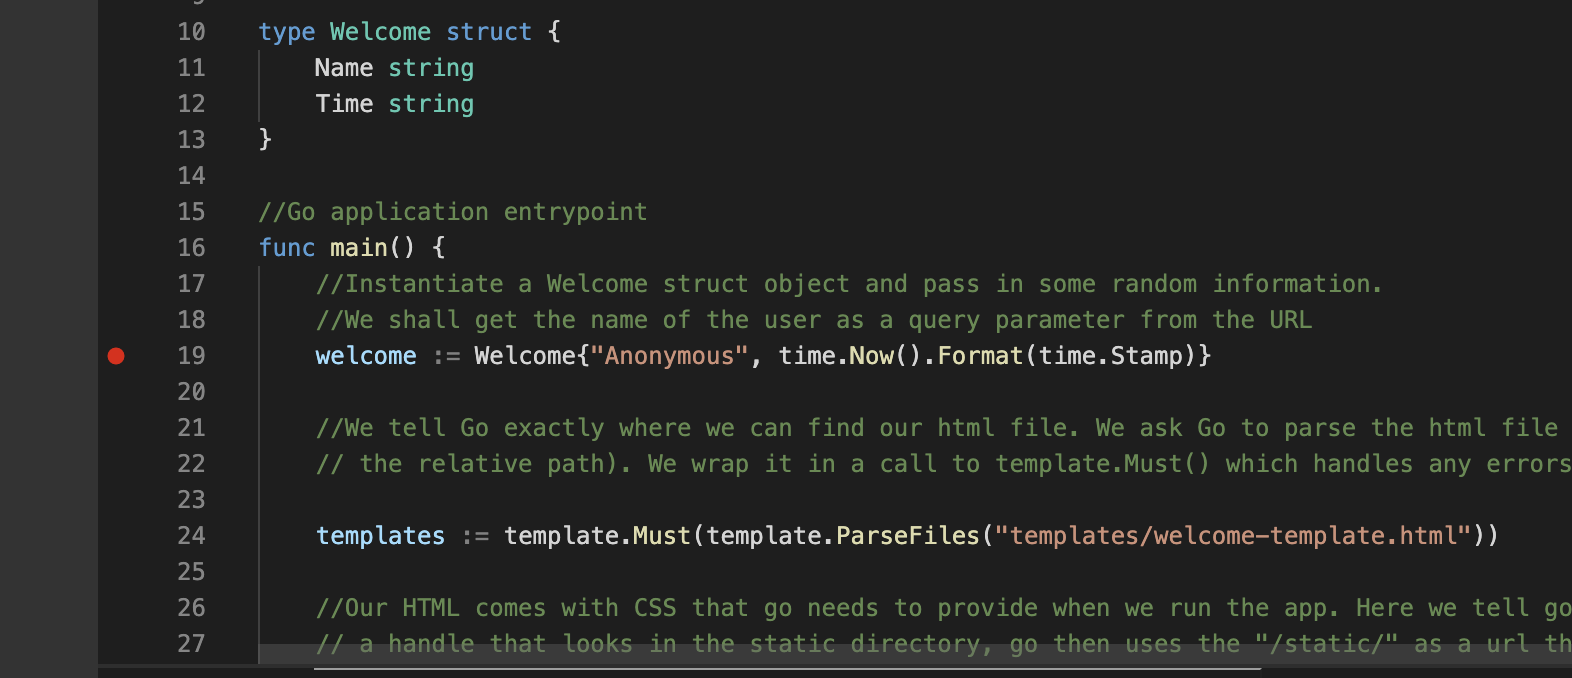 10 type Welcome struct {
11 Name string
12 Time string
13 }
14
15 //Go application entrypoint
16 func main() {
17 //Instantiate a Welcome struct object and pass in some random information.
18 //We shall get the name of the user as a query parameter from the URL
19 welcome := Welcome{"Anonymous", time.Now().Format(time.Stamp)}
20
21 //We tell Go exactly where we can find our html file. We ask Go to parse the html file
22 // the relative path). We wrap it in a call to template.Must() which handles any errors
23
24 templates := template.Must(template.ParseFiles("templates/welcome-template.html"))
25
26 //Our HTML comes with CSS that go needs to provide when we run the app. Here we tell go
27 // a handle that looks in the static directory, go then uses the "/static/" as a url th